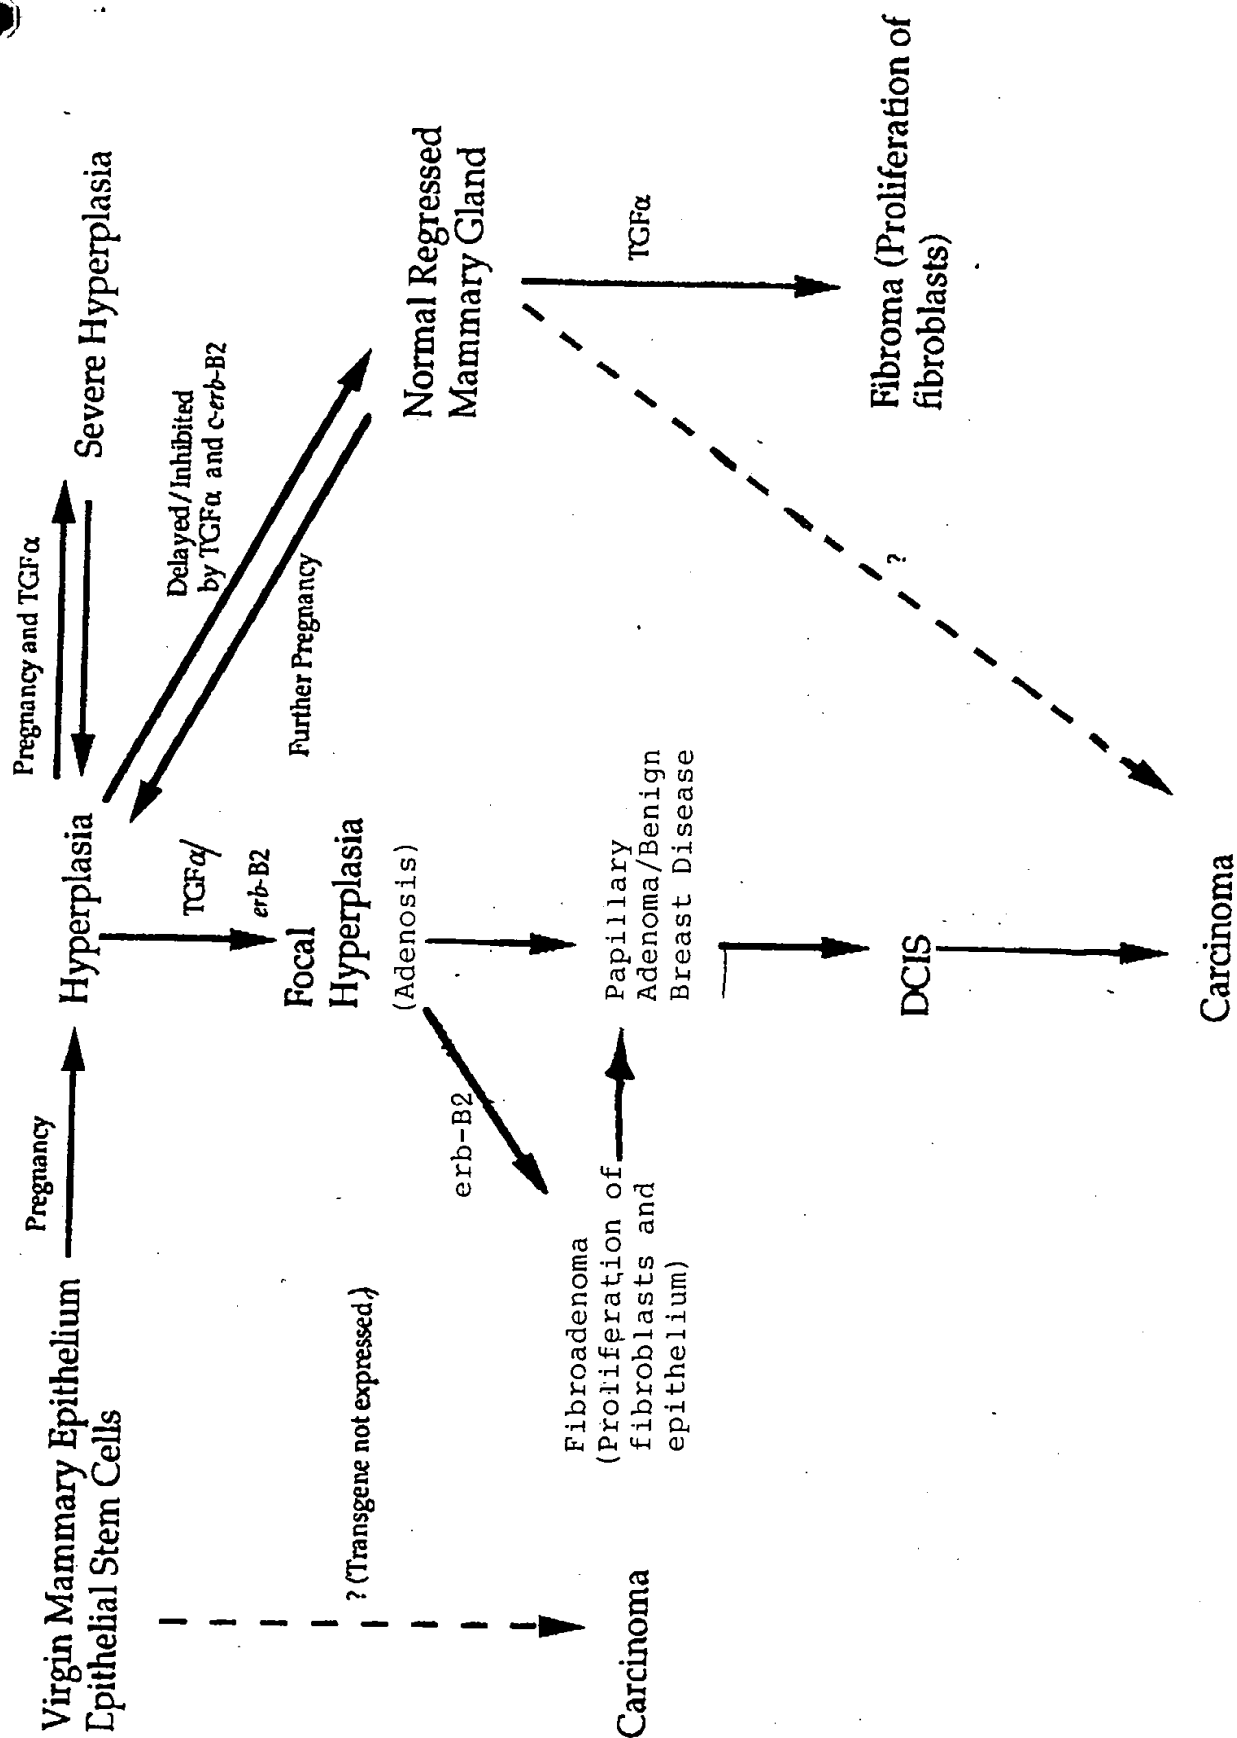 Virgin Mammary Epithelium
Epithelial Stem Cells
Pregnancy
Hyperplasia
Pregnancy and TGFα
Severe Hyperplasia
Delayed/Inhibited
by TGFα and c-erb-B2
Further Pregnancy
TGFα/
erb-B2
Focal
Hyperplasia
(Adenosis)
Normal Regressed
Mammary Gland
? (Transgene not expressed)
erb-B2
TGFα
Carcinoma
Fibroadenoma
(Proliferation of
fibroblasts and
epithelium)
Papillary
Adenoma/Benign
Breast Disease
?
Fibroma (Proliferation of
fibroblasts)
DCIS
Carcinoma